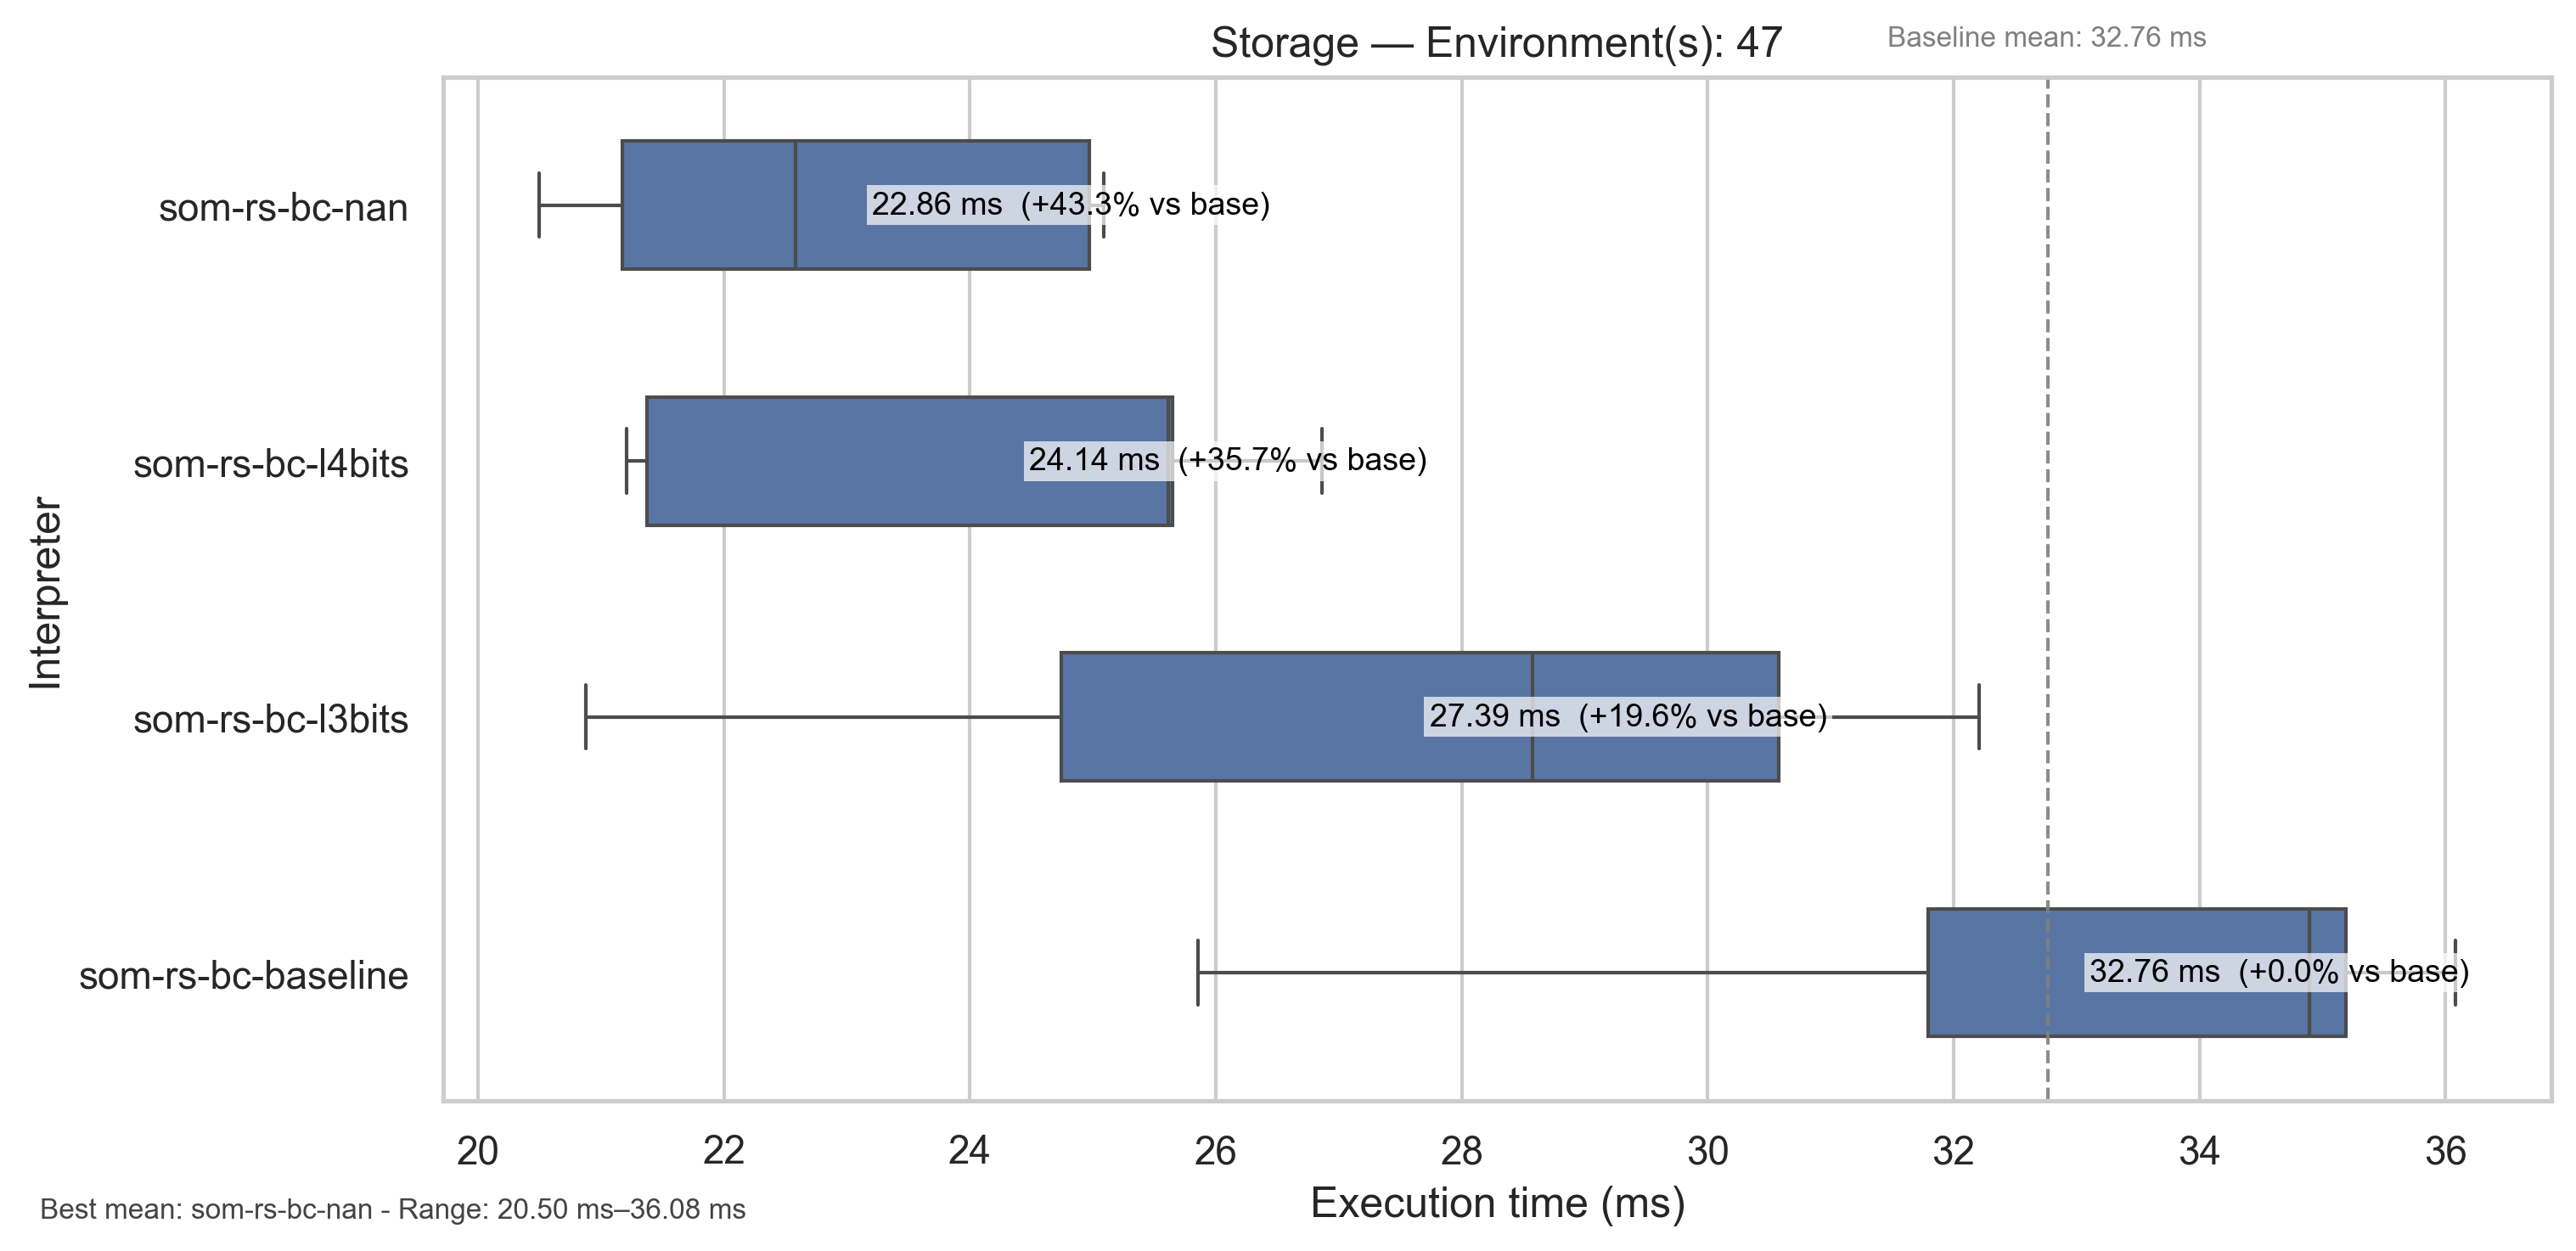 Storage — Environment(s): 47
Baseline mean: 32.76 ms
Interpreter
som-rs-bc-nan
22.86 ms (+43.3% vs base)
som-rs-bc-l4bits
24.14 ms (+35.7% vs base)
som-rs-bc-l3bits
27.39 ms (+19.6% vs base)
som-rs-bc-baseline
32.76 ms (+0.0% vs base)
20 22 24 26 28 30 32 34 36
Execution time (ms)
Best mean: som-rs-bc-nan - Range: 20.50 ms–36.08 ms